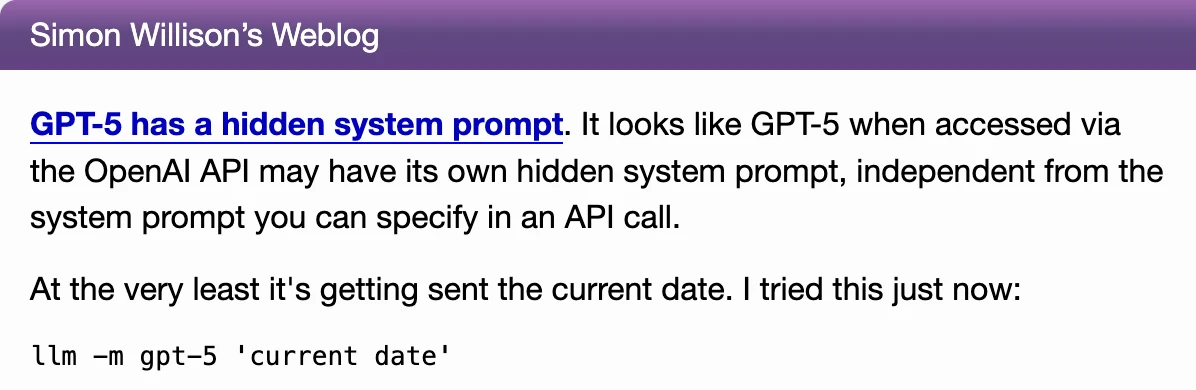 Simon Willison’s Weblog
GPT-5 has a hidden system prompt. It looks like GPT-5 when accessed via
the OpenAI API may have its own hidden system prompt, independent from the
system prompt you can specify in an API call.
At the very least it's getting sent the current date. I tried this just now:
llm -m gpt-5 'current date'